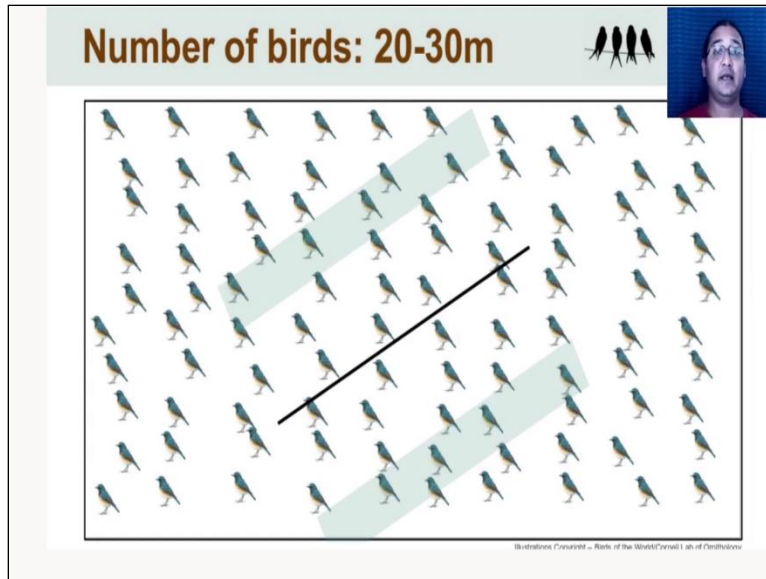 Number of birds: 20-30m
Illustrations Copyright – Birds of the World/Cornell Lab of Ornithology